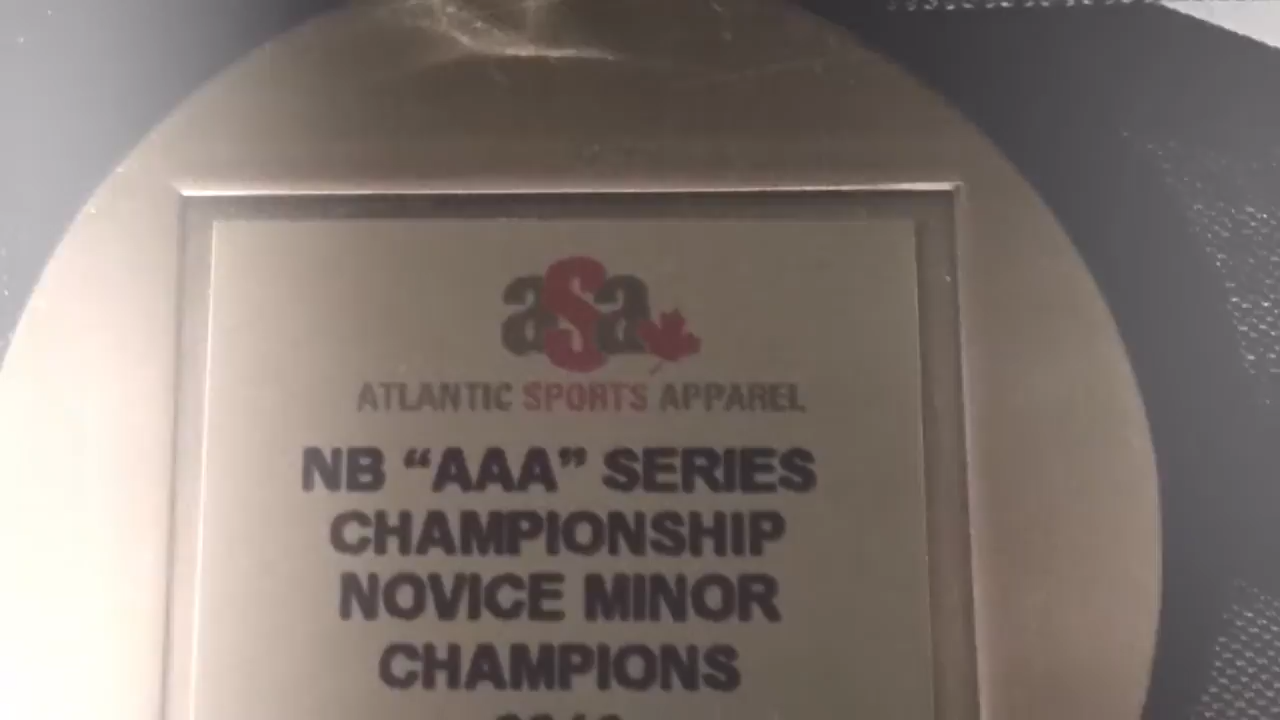 aSa
ATLANTIC SPORTS APPAREL
NB “AAA” SERIES
CHAMPIONSHIP
NOVICE MINOR
CHAMPIONS